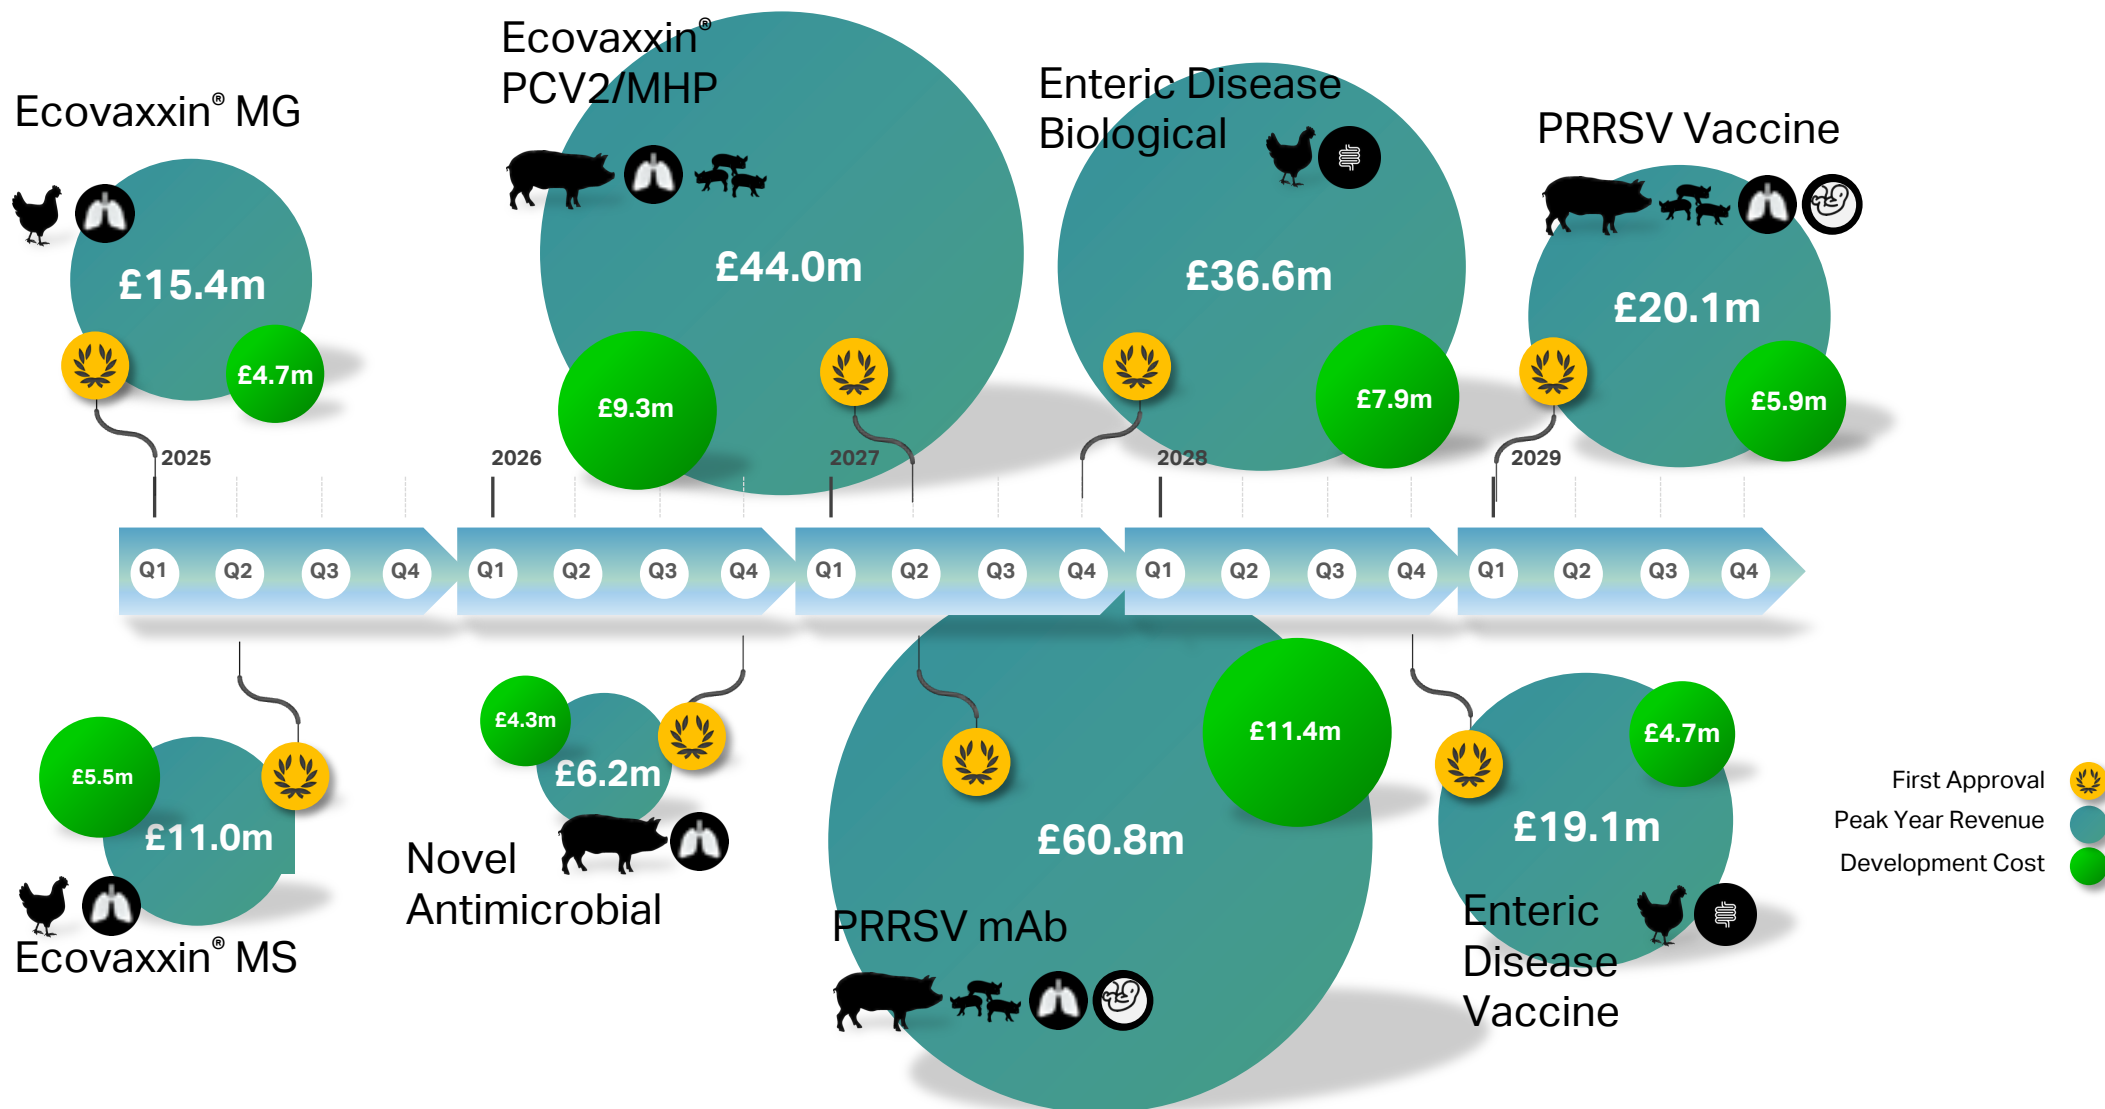 Ecovaxxin® MG
£15.4m
£4.7m
Ecovaxxin®
PCV2/MHP
£44.0m
£9.3m
Enteric Disease
Biological
£36.6m
£7.9m
PRRSV Vaccine
£20.1m
£5.9m
2025
2026
2027
2028
2029
Q1 Q2 Q3 Q4 Q1 Q2 Q3 Q4 Q1 Q2 Q3 Q4 Q1 Q2 Q3 Q4 Q1 Q2 Q3 Q4
£5.5m
£11.0m
Ecovaxxin® MS
£4.3m
£6.2m
Novel
Antimicrobial
£11.4m
£60.8m
PRRSV mAb
£4.7m
£19.1m
Enteric
Disease
Vaccine
First Approval
Peak Year Revenue
Development Cost